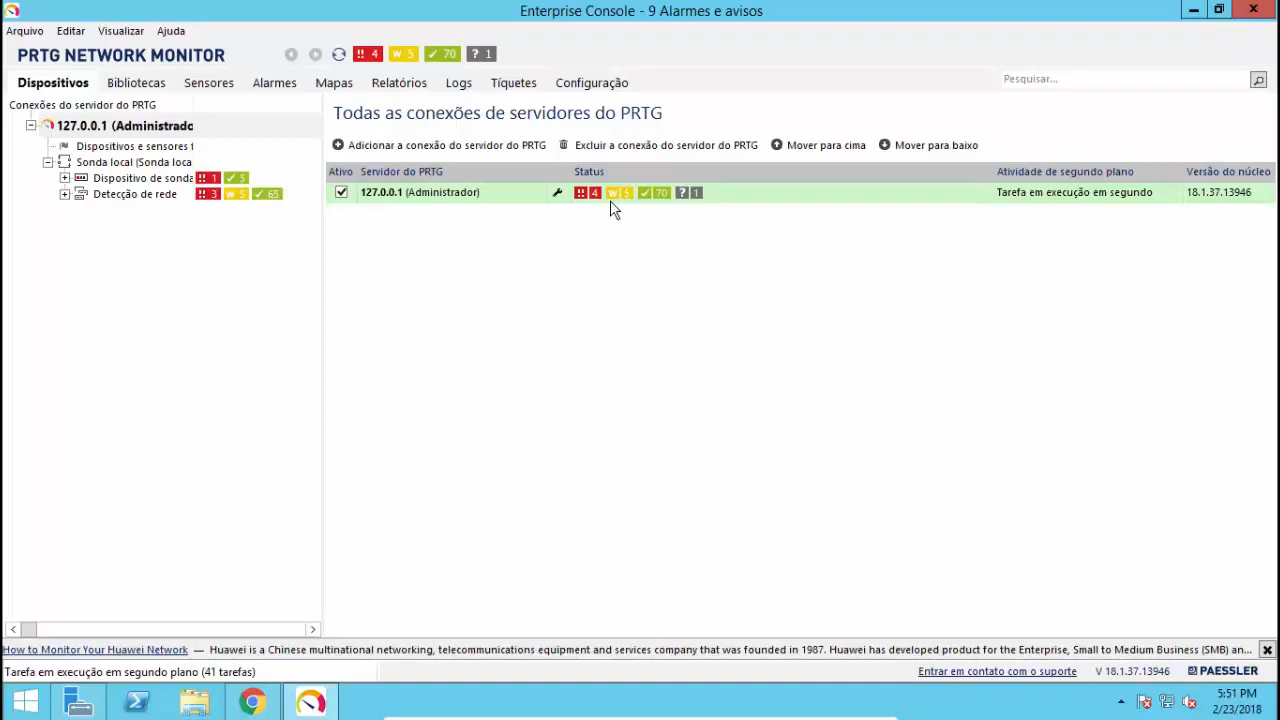 Enterprise Console - 9 Alarmes e avisos
Arquivo Editar Visualizar Ajuda
PRTG NETWORK MONITOR !! 4 W 5 ✓ 70 ? 1
Dispositivos Bibliotecas Sensores Alarmes Mapas Relatórios Logs Tíquetes Configuração Pesquisar...
Conexões do servidor do PRTG
127.0.0.1 (Administrado
Dispositivos e sensores f
Sonda local (Sonda loca
Dispositivo de sonda !! 1 ✓ 5
Detecção de rede !! 3 W 5 ✓ 65
Todas as conexões de servidores do PRTG
Adicionar a conexão do servidor do PRTG Excluir a conexão do servidor do PRTG Mover para cima Mover para baixo
Ativo Servidor do PRTG Status Atividade de segundo plano Versão do núcleo
127.0.0.1 (Administrador) !! 4 W 5 ✓ 70 ? 1 Tarefa em execução em segundo 18.1.37.13946
How to Monitor Your Huawei Network — Huawei is a Chinese multinational networking, telecommunications equipment and services company that was founded in 1987. Huawei has developed product for the Enterprise, Small to Medium Business (SMB) an...
Tarefa em execução em segundo plano (41 tarefas) Entrar em contato com o suporte V 18.1.37.13946 PAESSLER
5:51 PM
2/23/2018